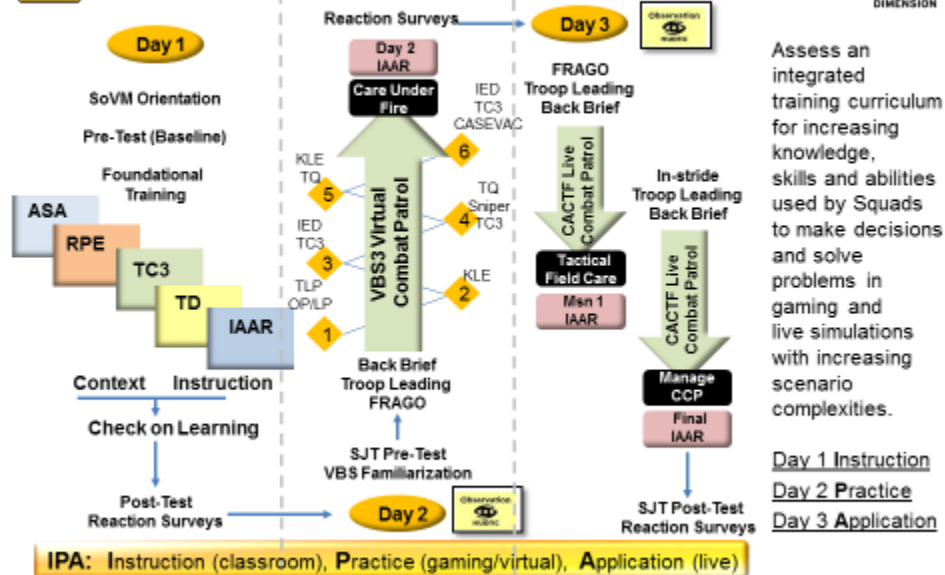 DIMENSION
Day 1
SoVM Orientation
Pre-Test (Baseline)
Foundational
Training
ASA
RPE
TC3
TD
IAAR
Context Instruction
Check on Learning
Post-Test
Reaction Surveys
Reaction Surveys
Day 2
IAAR
Care Under
Fire
IED
TC3
CASEVAC
6
KLE
TQ
5
TQ
Sniper
TC3
4
IED
TC3
3
KLE
2
TLP
OP/LP
1
VBS3 Virtual
Combat Patrol
Back Brief
Troop Leading
FRAGO
SJT Pre-Test
VBS Familiarization
Day 2
Observation
RUBRIC
Day 3
Observation
RUBRIC
FRAGO
Troop Leading
Back Brief
CACTF Live
Combat Patrol
Tactical
Field Care
Msn 1
IAAR
In-stride
Troop Leading
Back Brief
CACTF Live
Combat Patrol
Manage
CCP
Final
IAAR
SJT Post-Test
Reaction Surveys
Assess an
integrated
training curriculum
for increasing
knowledge,
skills and abilities
used by Squads
to make decisions
and solve
problems in
gaming and
live simulations
with increasing
scenario
complexities.
Day 1 Instruction
Day 2 Practice
Day 3 Application
IPA: Instruction (classroom), Practice (gaming/virtual), Application (live)